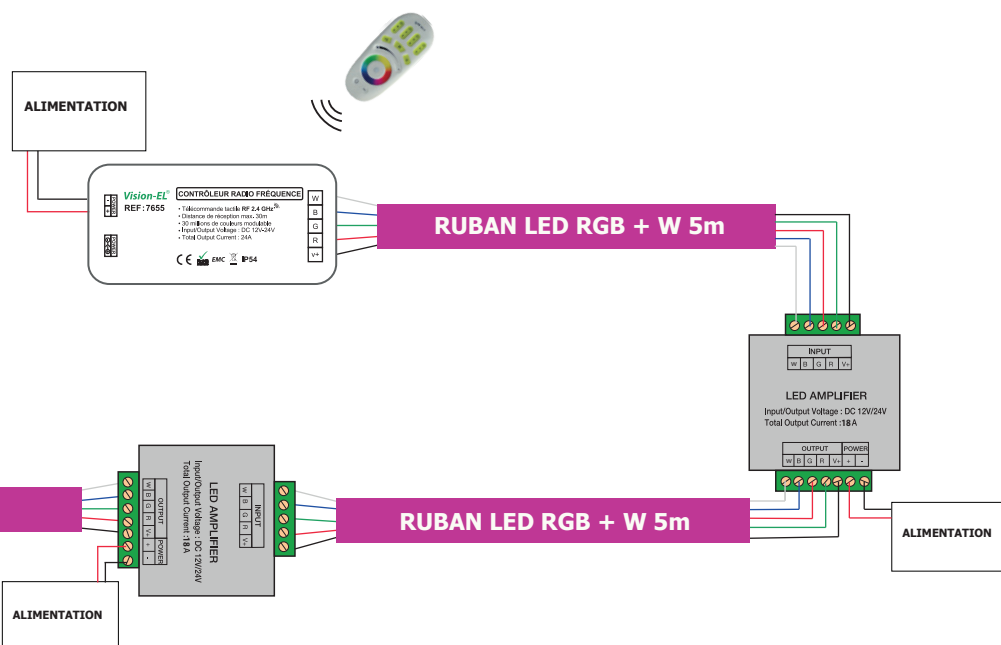 ALIMENTATION
Vision-EL®
REF : 7655
CONTRÔLEUR RADIO FRÉQUENCE
• Télécommande tactile RF 2.4 GHz
• Distance de réception max. 30m
• 30 millions de couleurs modulable
• Input/Output Voltage : DC 12V-24V
• Total Output Current : 24A
CE EMC IP54
- +
POWER
POWER
W
B
G
R
V+
RUBAN LED RGB + W 5m
INPUT
W B G R V+
LED AMPLIFIER
Input/Output Voltage : DC 12V/24V
Total Output Current :18 A
OUTPUT POWER
W B G R V+ + -
ALIMENTATION
RUBAN LED RGB + W 5m
INPUT
W B G R V+
LED AMPLIFIER
Input/Output Voltage : DC 12V/24V
Total Output Current :18 A
OUTPUT POWER
W B G R V+ + -
ALIMENTATION